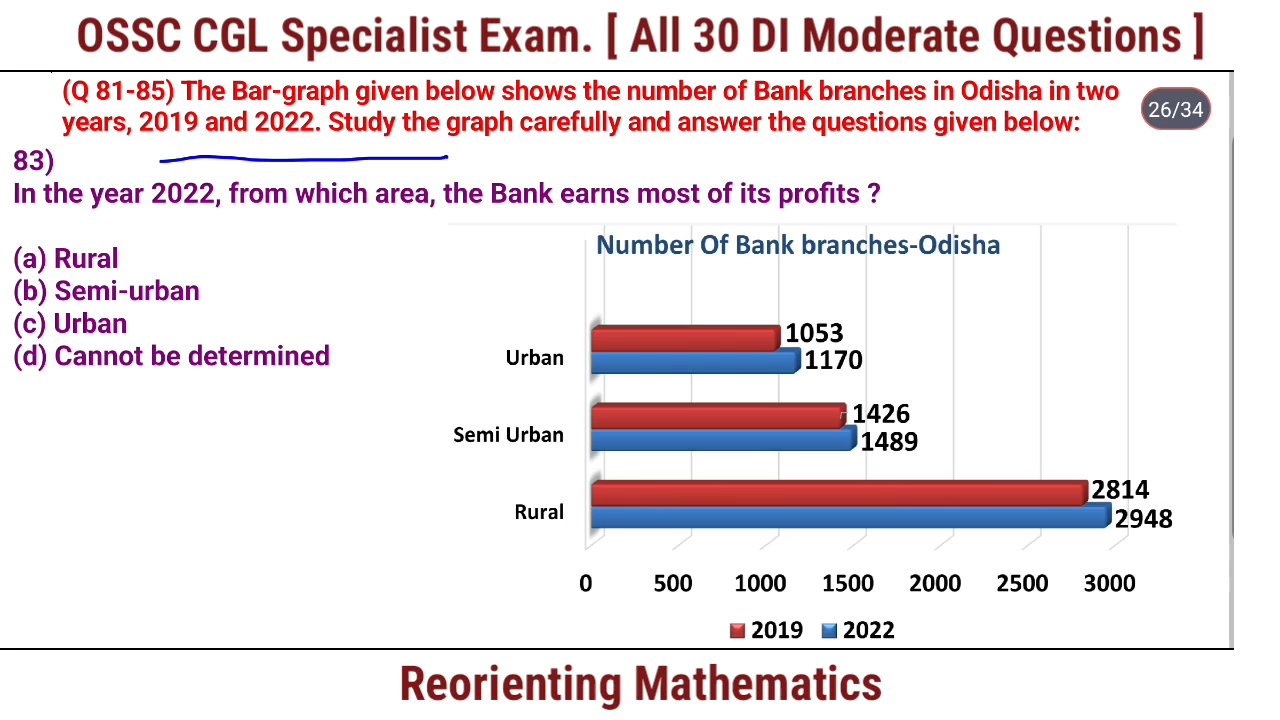 OSSC CGL Specialist Exam. [ All 30 DI Moderate Questions ]
(Q 81-85) The Bar-graph given below shows the number of Bank branches in Odisha in two
years, 2019 and 2022. Study the graph carefully and answer the questions given below:
26/34
83)
In the year 2022, from which area, the Bank earns most of its profits ?
(a) Rural
(b) Semi-urban
(c) Urban
(d) Cannot be determined
Number Of Bank branches-Odisha
Urban
1053
1170
Semi Urban
1426
1489
Rural
2814
2948
0 500 1000 1500 2000 2500 3000
2019 2022
Reorienting Mathematics